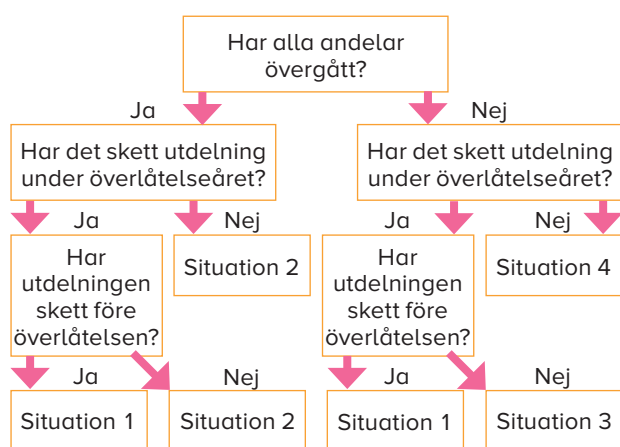 Har alla andelar
övergått?
Ja
Nej
Har det skett utdelning
under överlåtelseåret?
Har det skett utdelning
under överlåtelseåret?
Ja
Nej
Ja
Nej
Har
utdelningen
skett före
överlåtelsen?
Situation 2
Har
utdelningen
skett före
överlåtelsen?
Situation 4
Ja
Nej
Ja
Nej
Situation 1
Situation 2
Situation 1
Situation 3